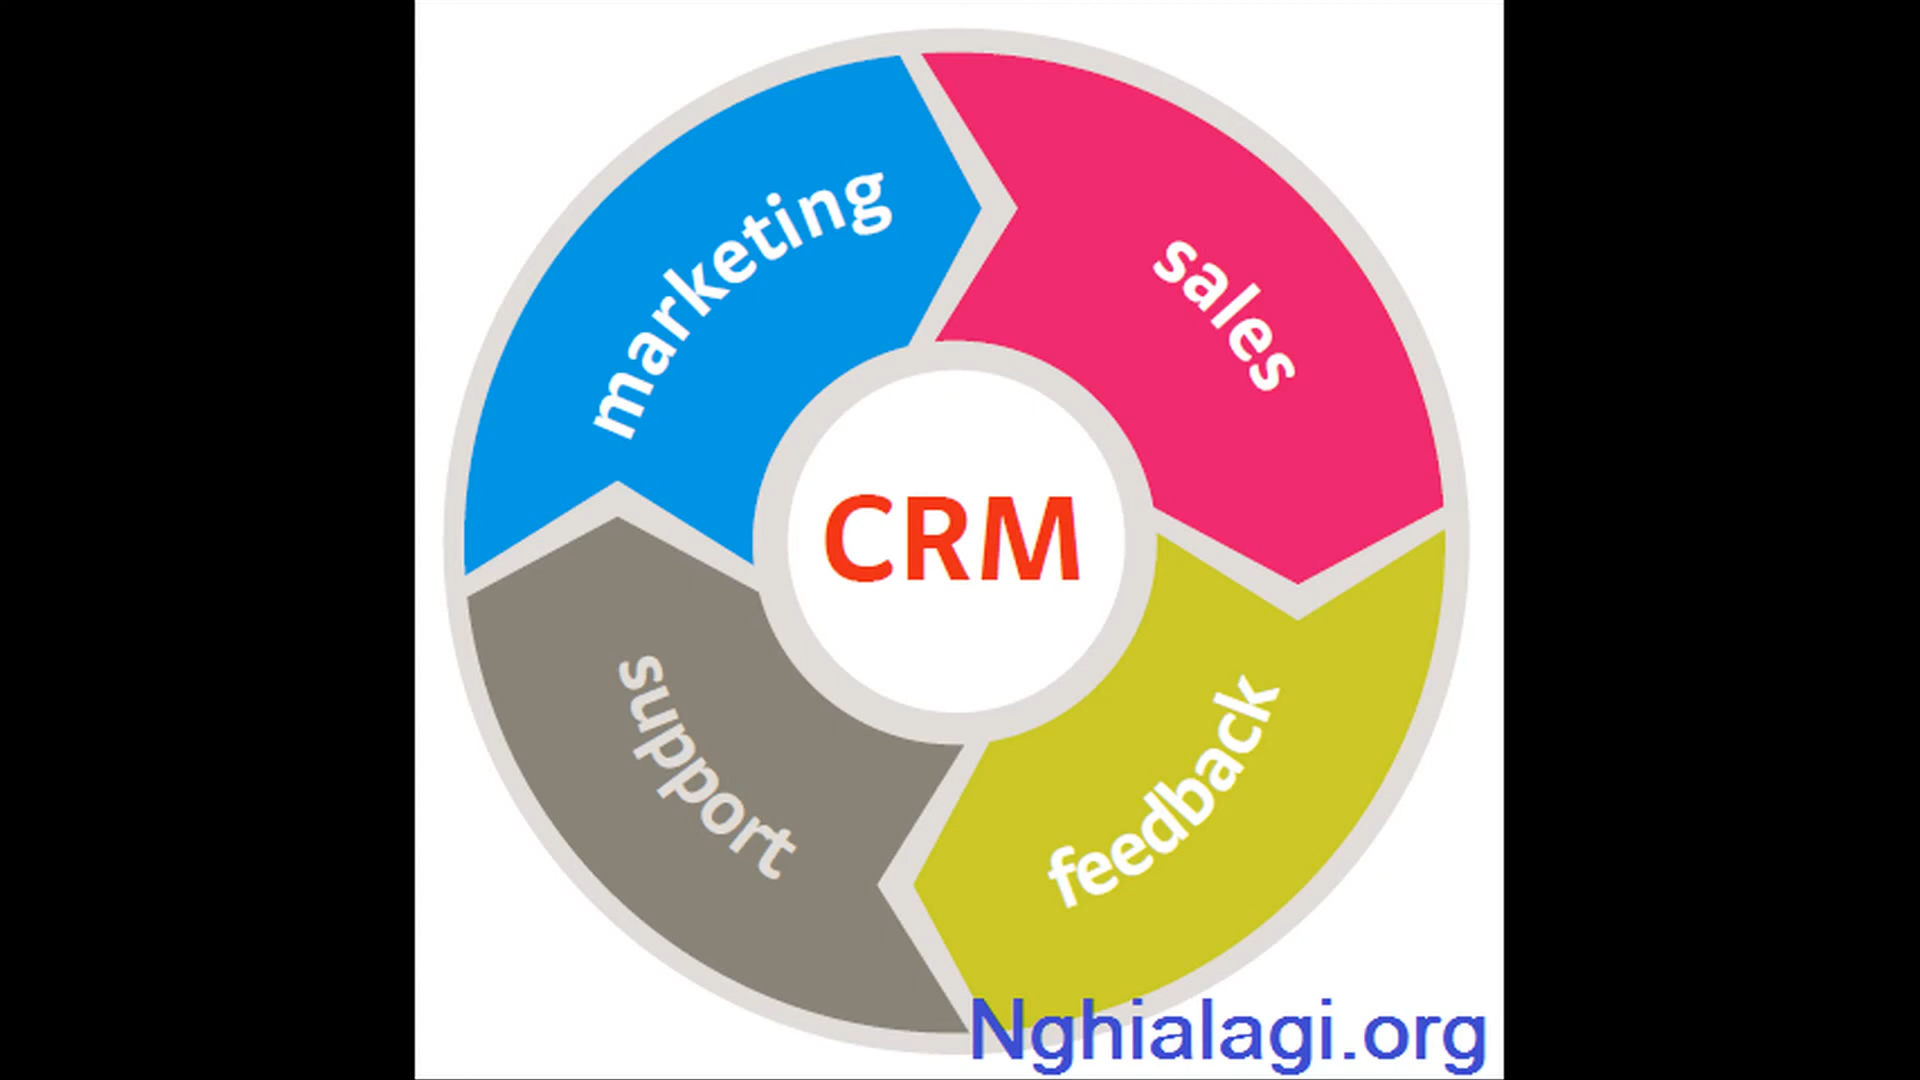 marketing
sales
CRM
support
feedback
Nghialagi.org